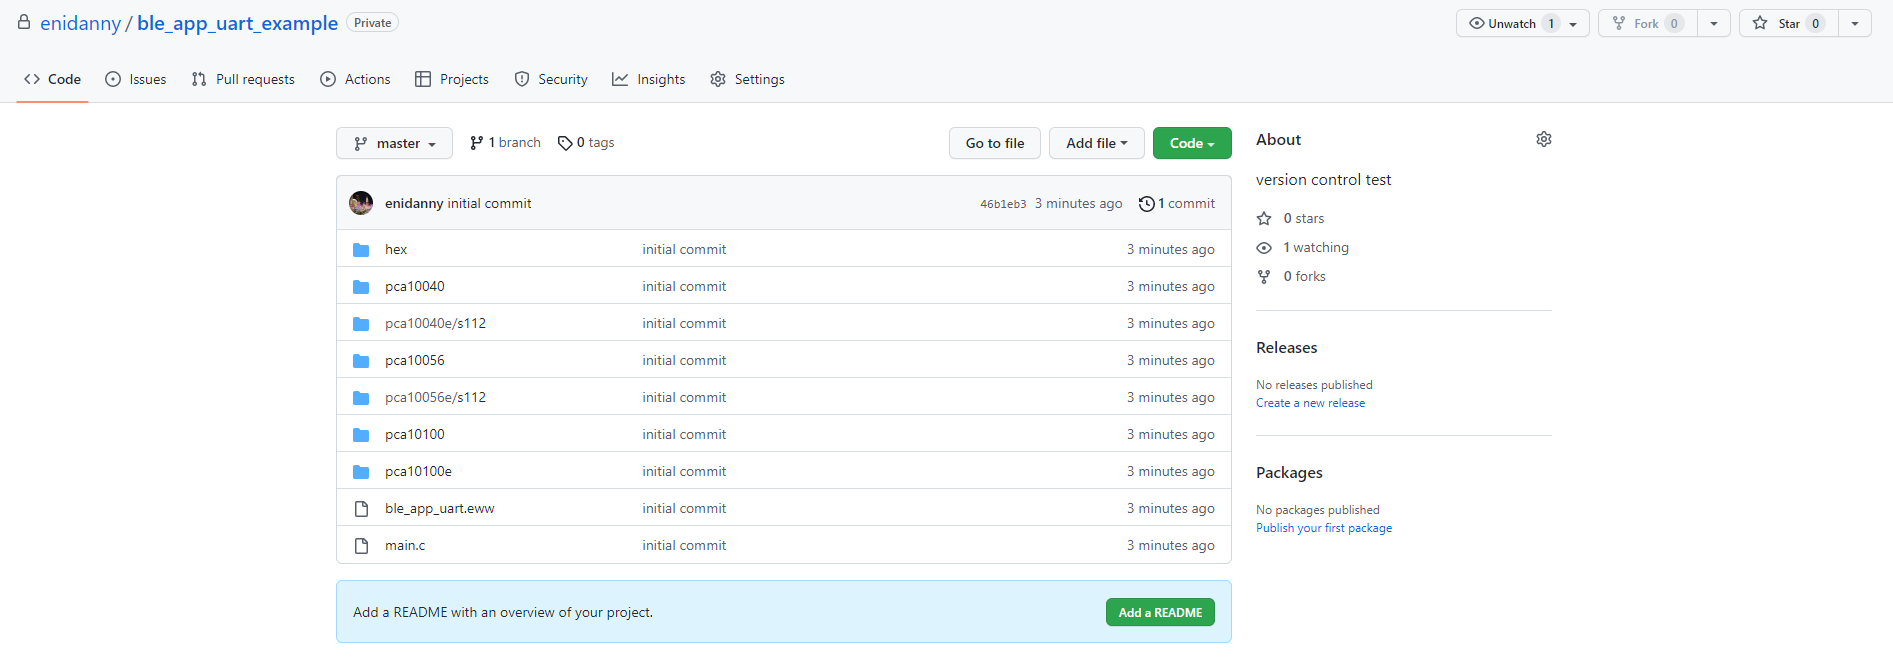 enidanny / ble_app_uart_example Private Unwatch 1 Fork 0 Star 0
Code Issues Pull requests Actions Projects Security Insights Settings
master 1 branch 0 tags Go to file Add file Code
enidanny initial commit 46b1eb3 3 minutes ago 1 commit
hex initial commit 3 minutes ago
pca10040 initial commit 3 minutes ago
pca10040e/s112 initial commit 3 minutes ago
pca10056 initial commit 3 minutes ago
pca10056e/s112 initial commit 3 minutes ago
pca10100 initial commit 3 minutes ago
pca10100e initial commit 3 minutes ago
ble_app_uart.eww initial commit 3 minutes ago
main.c initial commit 3 minutes ago
Add a README with an overview of your project. Add a README
About
version control test
0 stars
1 watching
0 forks
Releases
No releases published
Create a new release
Packages
No packages published
Publish your first package